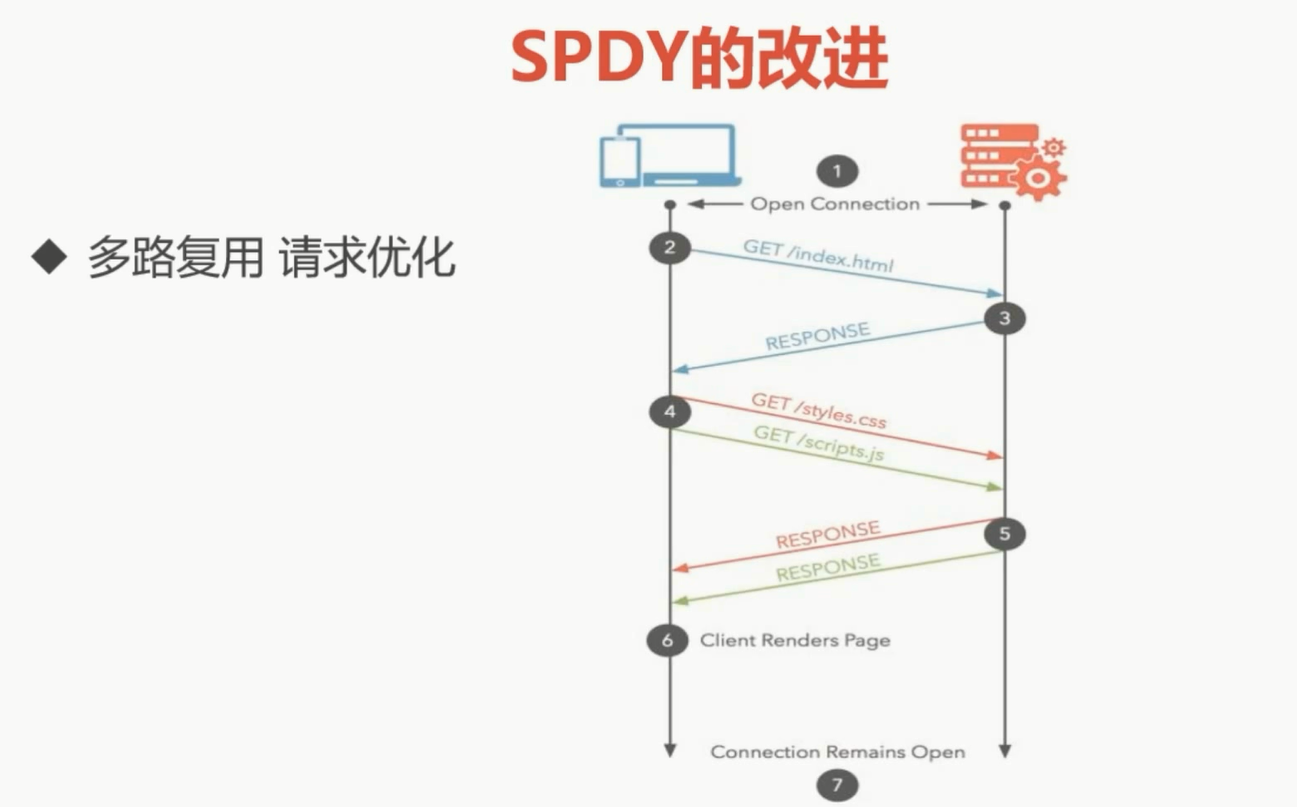 SPDY的改进
◆ 多路复用 请求优化
1
Open Connection
2
GET /index.html
3
RESPONSE
4
GET /styles.css
GET /scripts.js
5
RESPONSE
RESPONSE
6 Client Renders Page
Connection Remains Open
7